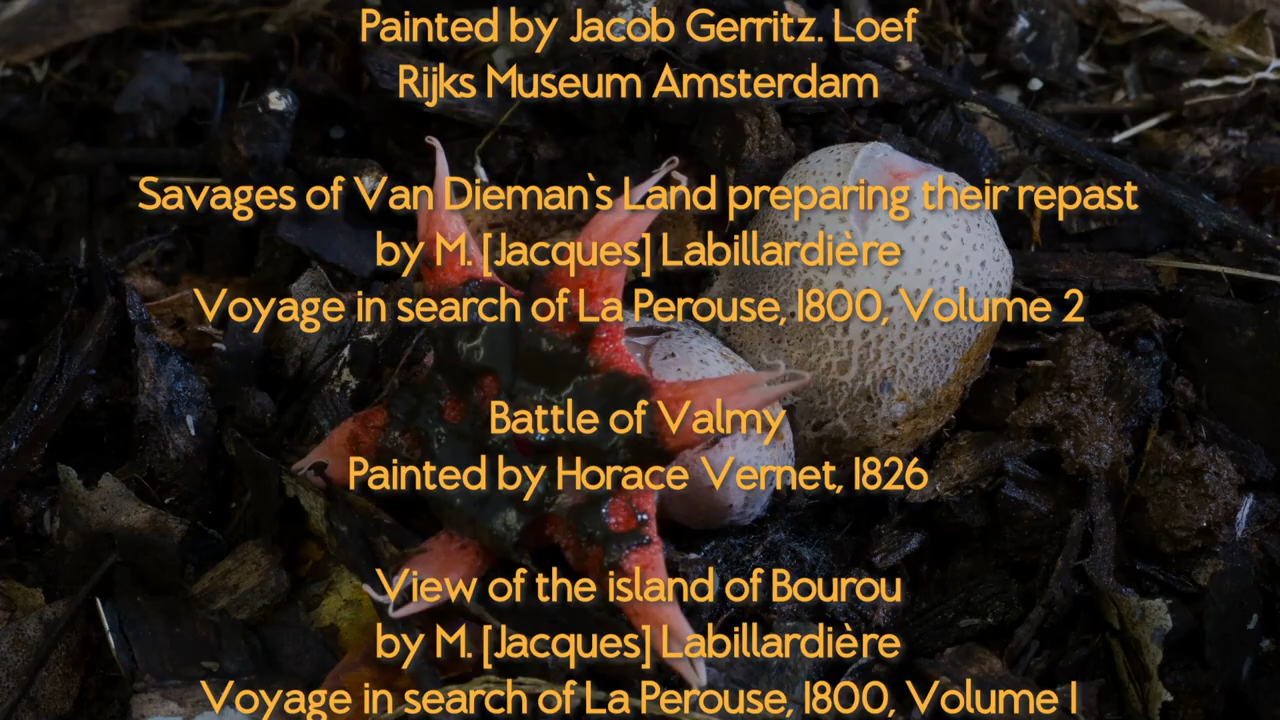 Painted by Jacob Gerritz. Loef
Rijks Museum Amsterdam
Savages of Van Dieman`s Land preparing their repast
by M. [Jacques] Labillardière
Voyage in search of La Perouse, 1800, Volume 2
Battle of Valmy
Painted by Horace Vernet, 1826
View of the island of Bourou
by M. [Jacques] Labillardière
Voyage in search of La Perouse, 1800, Volume 1